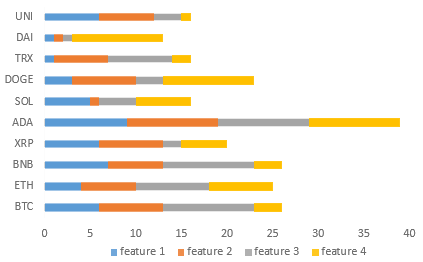 UNI
DAI
TRX
DOGE
SOL
ADA
XRP
BNB
ETH
BTC
0 5 10 15 20 25 30 35 40
feature 1 feature 2 feature 3 feature 4